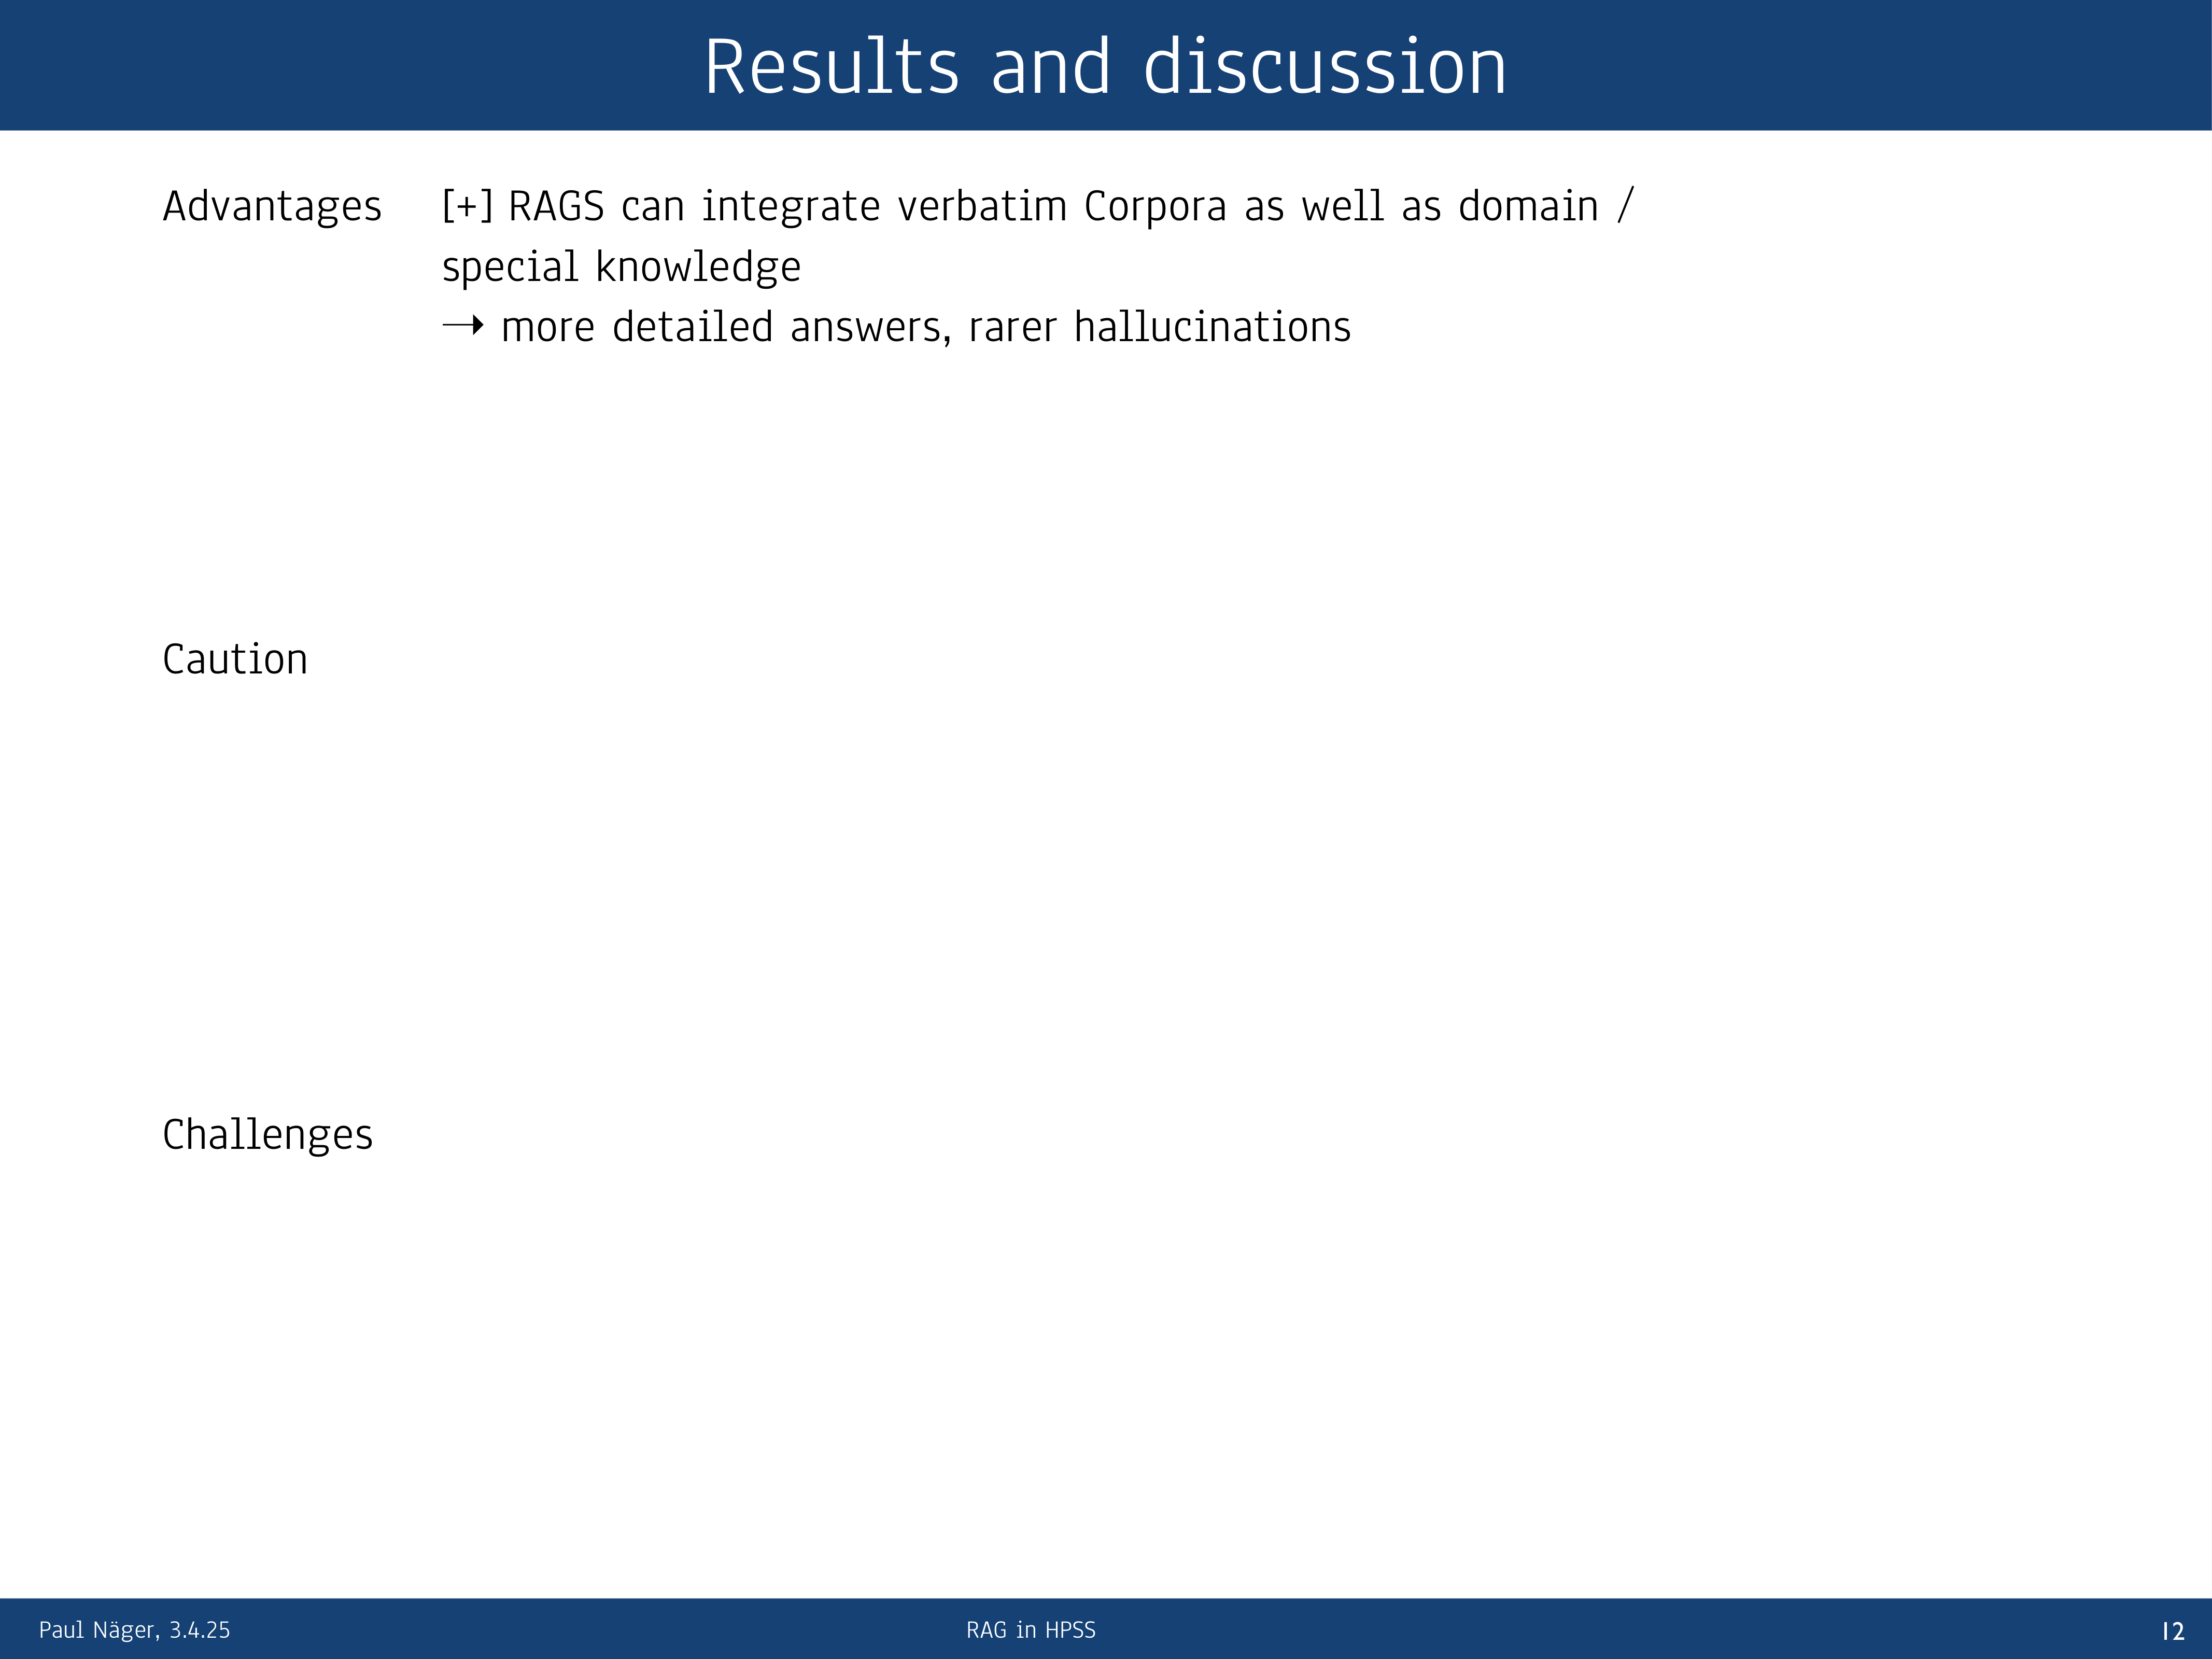 Results and discussion
Advantages [+] RAGS can integrate verbatim Corpora as well as domain /
special knowledge
→ more detailed answers, rarer hallucinations
Caution
Challenges
Paul Näger, 3.4.25 RAG in HPSS 12